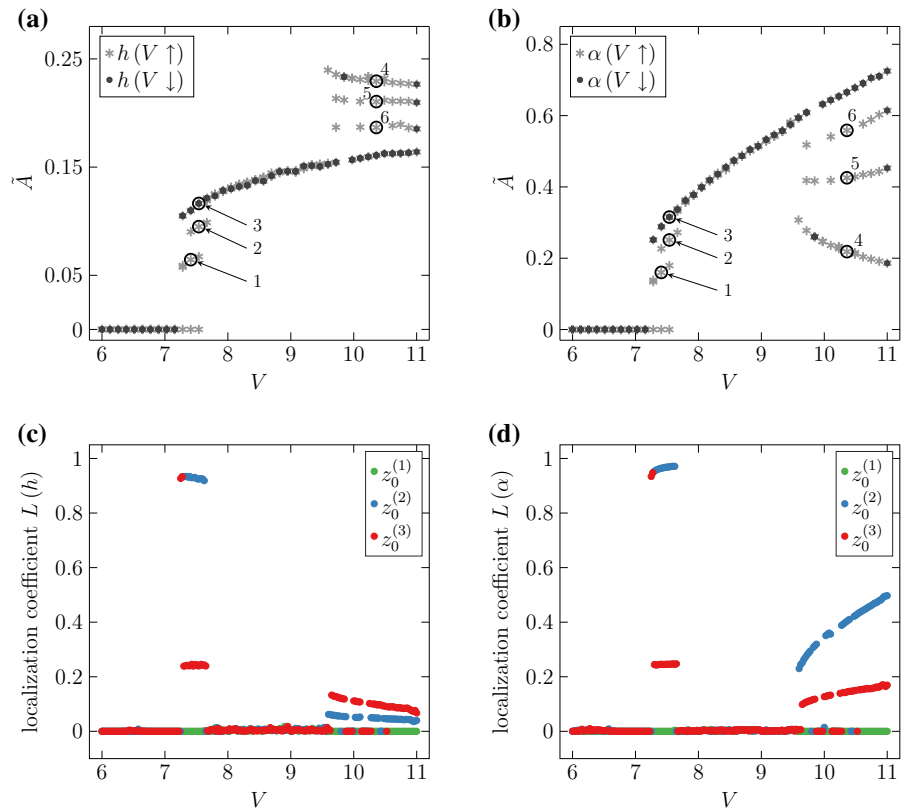 (a)
h (V ↑)
h (V ↓)
0.25
0.15
0.05
0
Ã
4
5
6
3
2
1
6 7 8 9 10 11
V
(b)
α (V ↑)
α (V ↓)
0.8
0.6
0.4
0.2
0
Ã
6
5
4
3
2
1
6 7 8 9 10 11
V
(c)
z₀⁽¹⁾
z₀⁽²⁾
z₀⁽³⁾
1
0.8
0.6
0.4
0.2
0
localization coefficient L (h)
6 7 8 9 10 11
V
(d)
z₀⁽¹⁾
z₀⁽²⁾
z₀⁽³⁾
1
0.8
0.6
0.4
0.2
0
localization coefficient L (α)
6 7 8 9 10 11
V